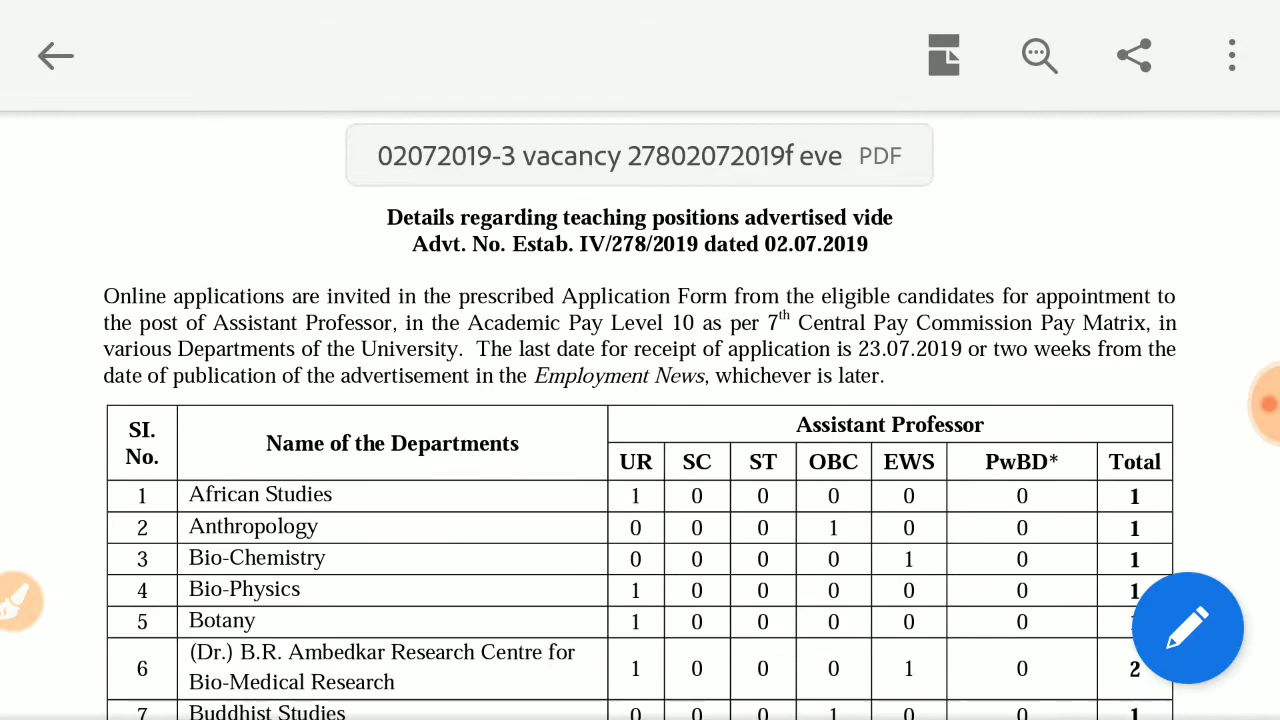 02072019-3 vacancy 27802072019f eve PDF
Details regarding teaching positions advertised vide
Advt. No. Estab. IV/278/2019 dated 02.07.2019
Online applications are invited in the prescribed Application Form from the eligible candidates for appointment to
the post of Assistant Professor, in the Academic Pay Level 10 as per 7th Central Pay Commission Pay Matrix, in
various Departments of the University. The last date for receipt of application is 23.07.2019 or two weeks from the
date of publication of the advertisement in the Employment News, whichever is later.
SI. No. Name of the Departments Assistant Professor
UR SC ST OBC EWS PwBD* Total
1 African Studies 1 0 0 0 0 0 1
2 Anthropology 0 0 0 1 0 0 1
3 Bio-Chemistry 0 0 0 0 1 0 1
4 Bio-Physics 1 0 0 0 0 0 1
5 Botany 1 0 0 0 0 0
6 (Dr.) B.R. Ambedkar Research Centre for
Bio-Medical Research 1 0 0 0 1 0 2
7 Buddhist Studies 0 0 0 1 0 0 1